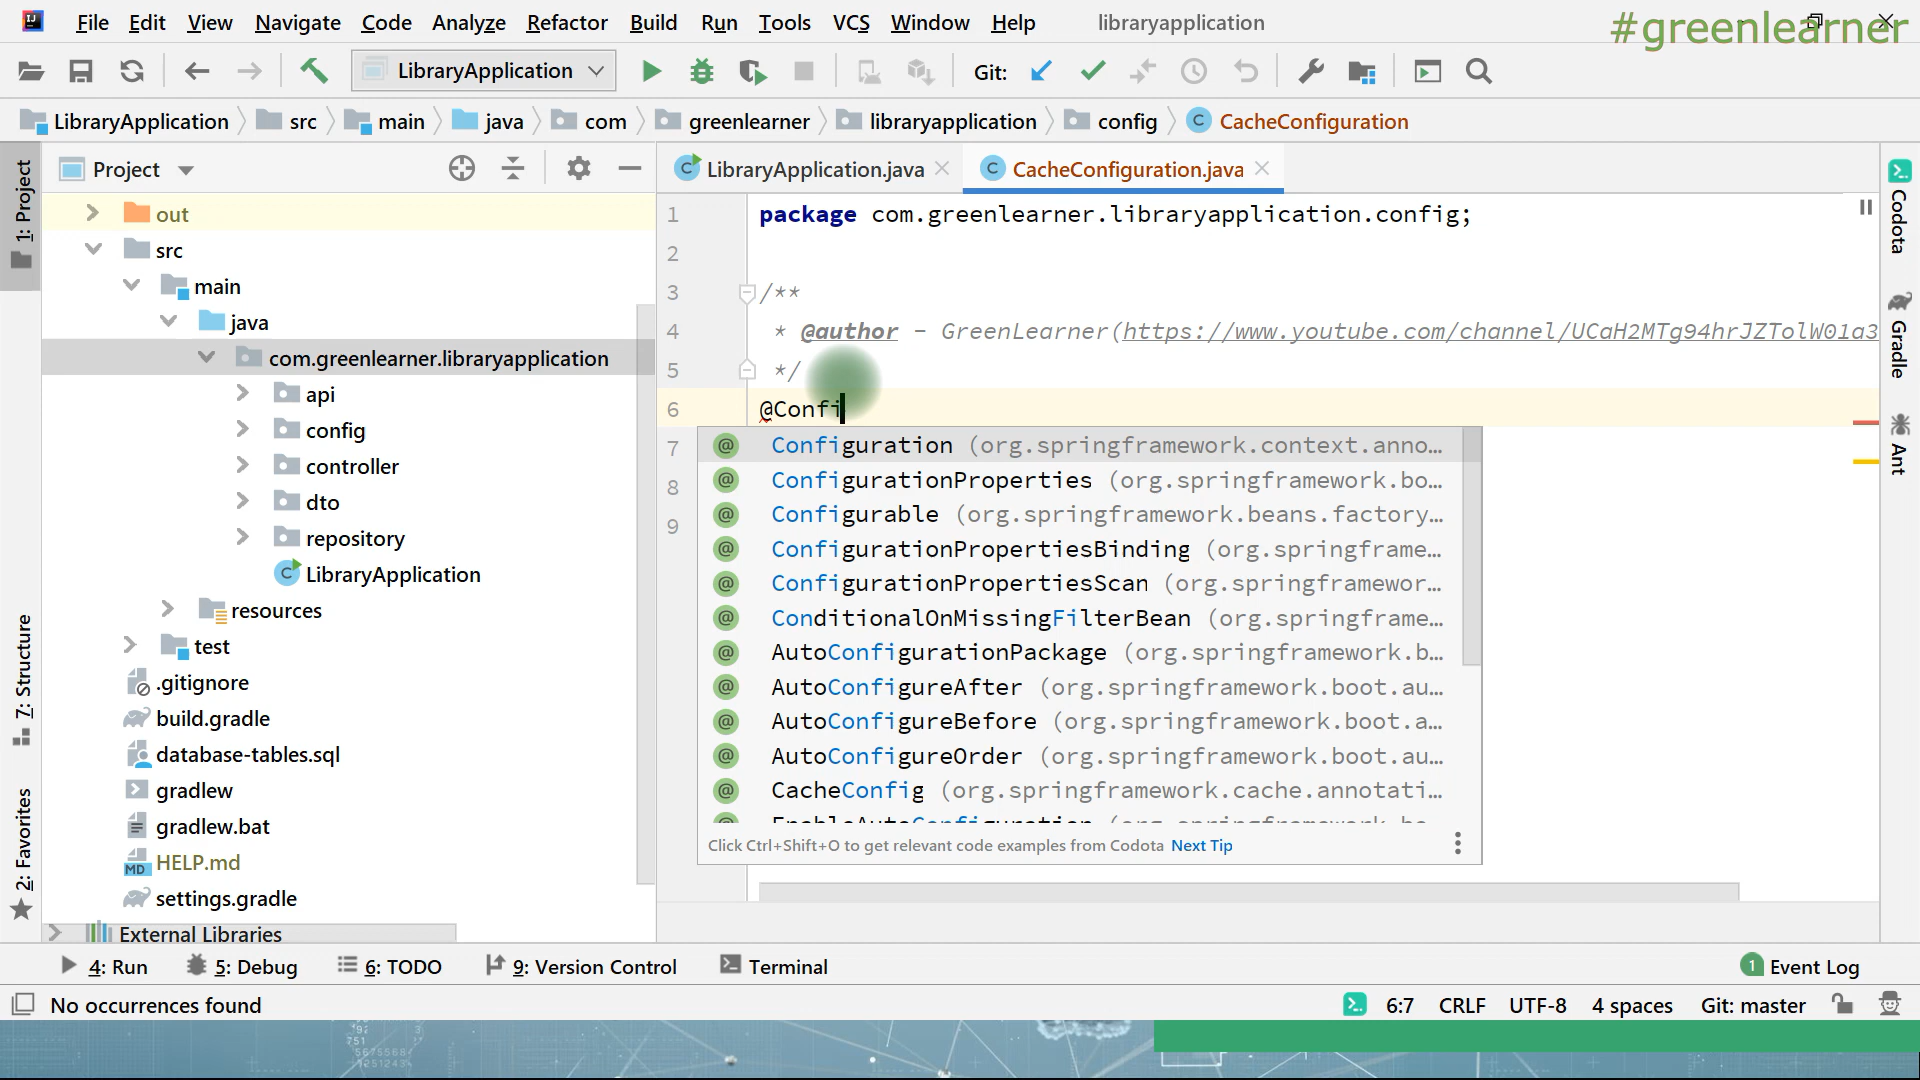 File Edit View Navigate Code Analyze Refactor Build Run Tools VCS Window Help libraryapplication
#greenlearner
LibraryApplication Git:
LibraryApplication src main java com greenlearner libraryapplication config CacheConfiguration
Project
LibraryApplication.java CacheConfiguration.java
1: Project
7: Structure
2: Favorites
out
src
main
java
com.greenlearner.libraryapplication
api
config
controller
dto
repository
LibraryApplication
resources
test
.gitignore
build.gradle
database-tables.sql
gradlew
gradlew.bat
HELP.md
settings.gradle
External Libraries
1 package com.greenlearner.libraryapplication.config;
2
3 /**
4 * @author - GreenLearner(https://www.youtube.com/channel/UCaH2MTg94hrJZTolW01a3
5 */
6 @Confi
7
8
9
Configuration (org.springframework.context.anno...
ConfigurationProperties (org.springframework.bo...
Configurable (org.springframework.beans.factory...
ConfigurationPropertiesBinding (org.springframe...
ConfigurationPropertiesScan (org.springframewor...
ConditionalOnMissingFilterBean (org.springframe...
AutoConfigurationPackage (org.springframework.b...
AutoConfigureAfter (org.springframework.boot.au...
AutoConfigureBefore (org.springframework.boot.a...
AutoConfigureOrder (org.springframework.boot.au...
CacheConfig (org.springframework.cache.annotati...
Click Ctrl+Shift+O to get relevant code examples from Codota Next Tip
Codota
Gradle
Ant
4: Run 5: Debug 6: TODO 9: Version Control Terminal 1 Event Log
No occurrences found 6:7 CRLF UTF-8 4 spaces Git: master